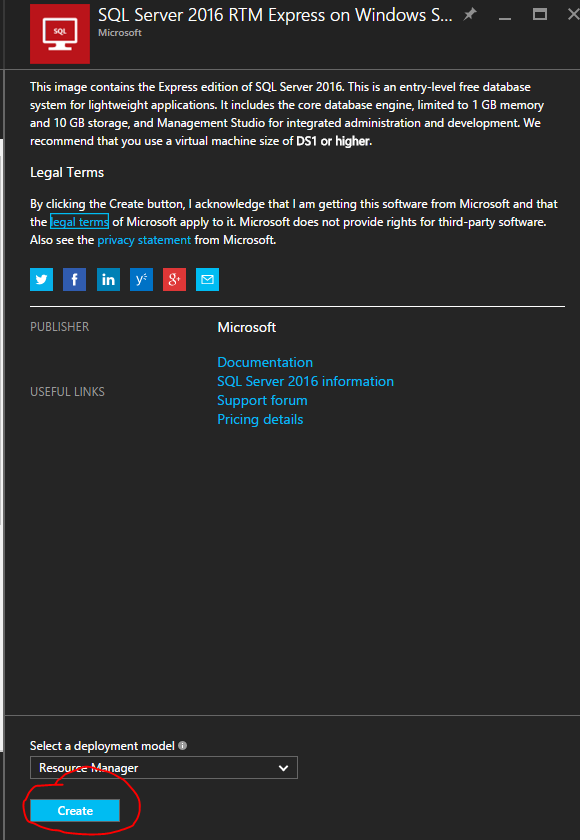 SQL
SQL Server 2016 RTM Express on Windows S...
Microsoft
This image contains the Express edition of SQL Server 2016. This is an entry-level free database
system for lightweight applications. It includes the core database engine, limited to 1 GB memory
and 10 GB storage, and Management Studio for integrated administration and development. We
recommend that you use a virtual machine size of DS1 or higher.
Legal Terms
By clicking the Create button, I acknowledge that I am getting this software from Microsoft and that
the legal terms of Microsoft apply to it. Microsoft does not provide rights for third-party software.
Also see the privacy statement from Microsoft.
PUBLISHER
Microsoft
USEFUL LINKS
Documentation
SQL Server 2016 information
Support forum
Pricing details
Select a deployment model
Resource Manager
Create